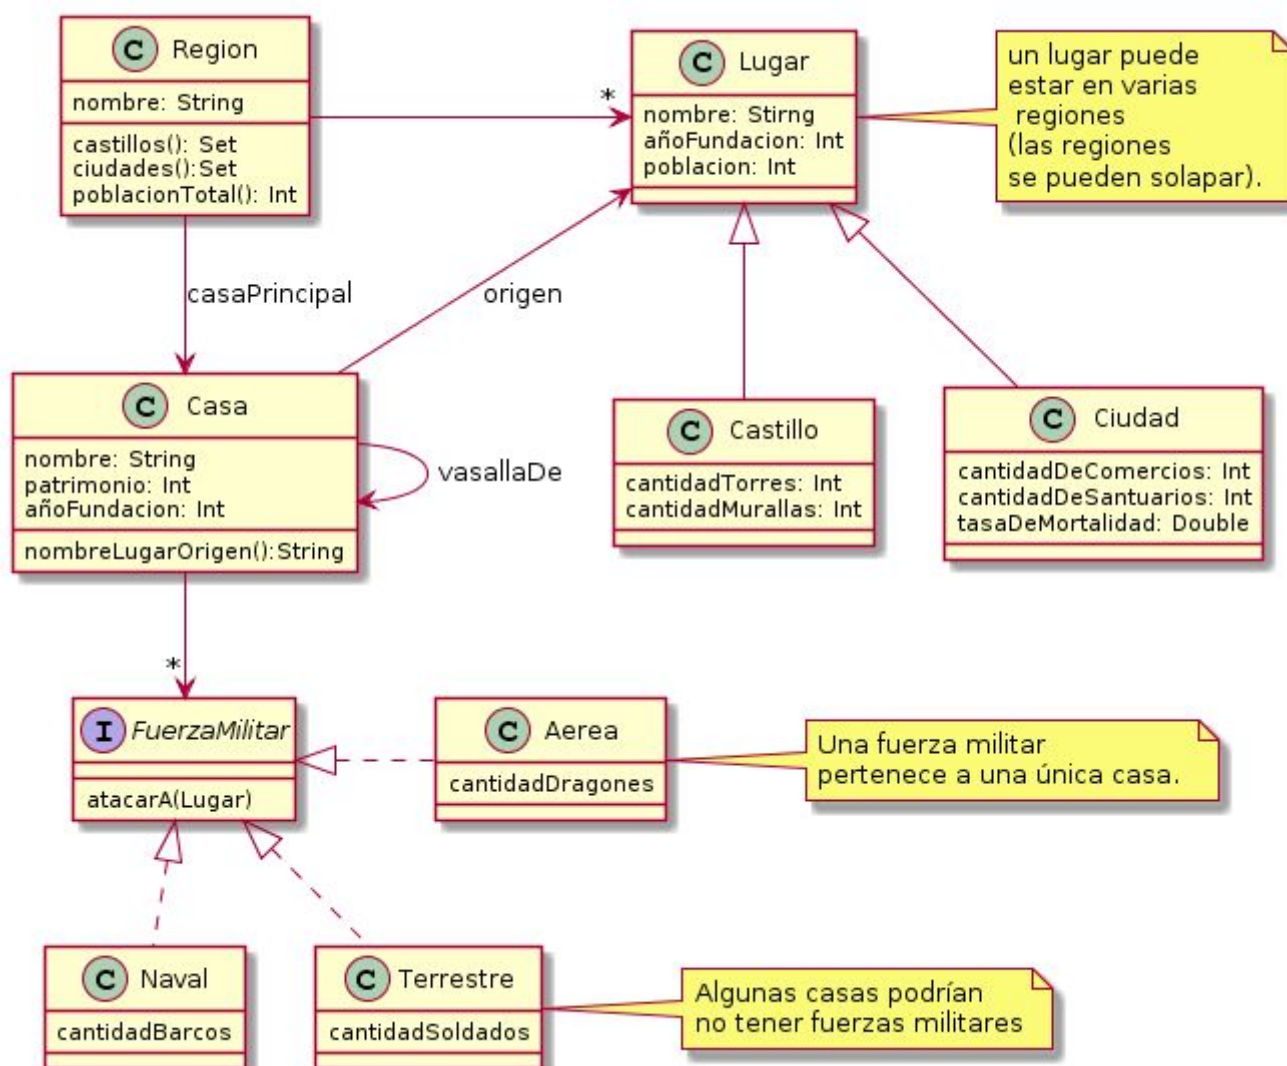 C Region
nombre: String
castillos(): Set
ciudades():Set
poblacionTotal(): Int
*
C Lugar
nombre: Stirng
añoFundacion: Int
poblacion: Int
un lugar puede
estar en varias
regiones
(las regiones
se pueden solapar).
casaPrincipal
origen
C Casa
nombre: String
patrimonio: Int
añoFundacion: Int
nombreLugarOrigen():String
vasallaDe
C Castillo
cantidadTorres: Int
cantidadMurallas: Int
C Ciudad
cantidadDeComercios: Int
cantidadDeSantuarios: Int
tasaDeMortalidad: Double
*
I FuerzaMilitar
atacarA(Lugar)
C Aerea
cantidadDragones
Una fuerza militar
pertenece a una única casa.
C Naval
cantidadBarcos
C Terrestre
cantidadSoldados
Algunas casas podrían
no tener fuerzas militares